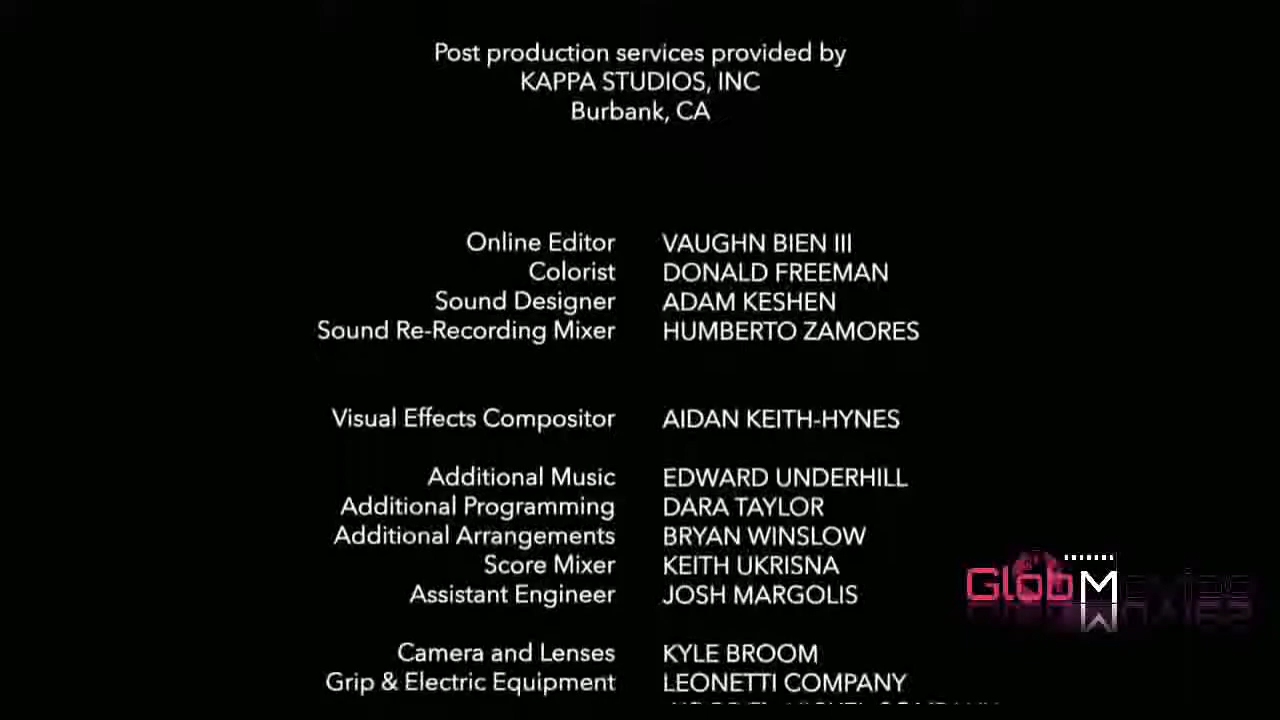 Post production services provided by
KAPPA STUDIOS, INC
Burbank, CA
Online Editor VAUGHN BIEN III
Colorist DONALD FREEMAN
Sound Designer ADAM KESHEN
Sound Re-Recording Mixer HUMBERTO ZAMORES
Visual Effects Compositor AIDAN KEITH-HYNES
Additional Music EDWARD UNDERHILL
Additional Programming DARA TAYLOR
Additional Arrangements BRYAN WINSLOW
Score Mixer KEITH UKRISNA
Assistant Engineer JOSH MARGOLIS
GlobMovies
Camera and Lenses KYLE BROOM
Grip & Electric Equipment LEONETTI COMPANY